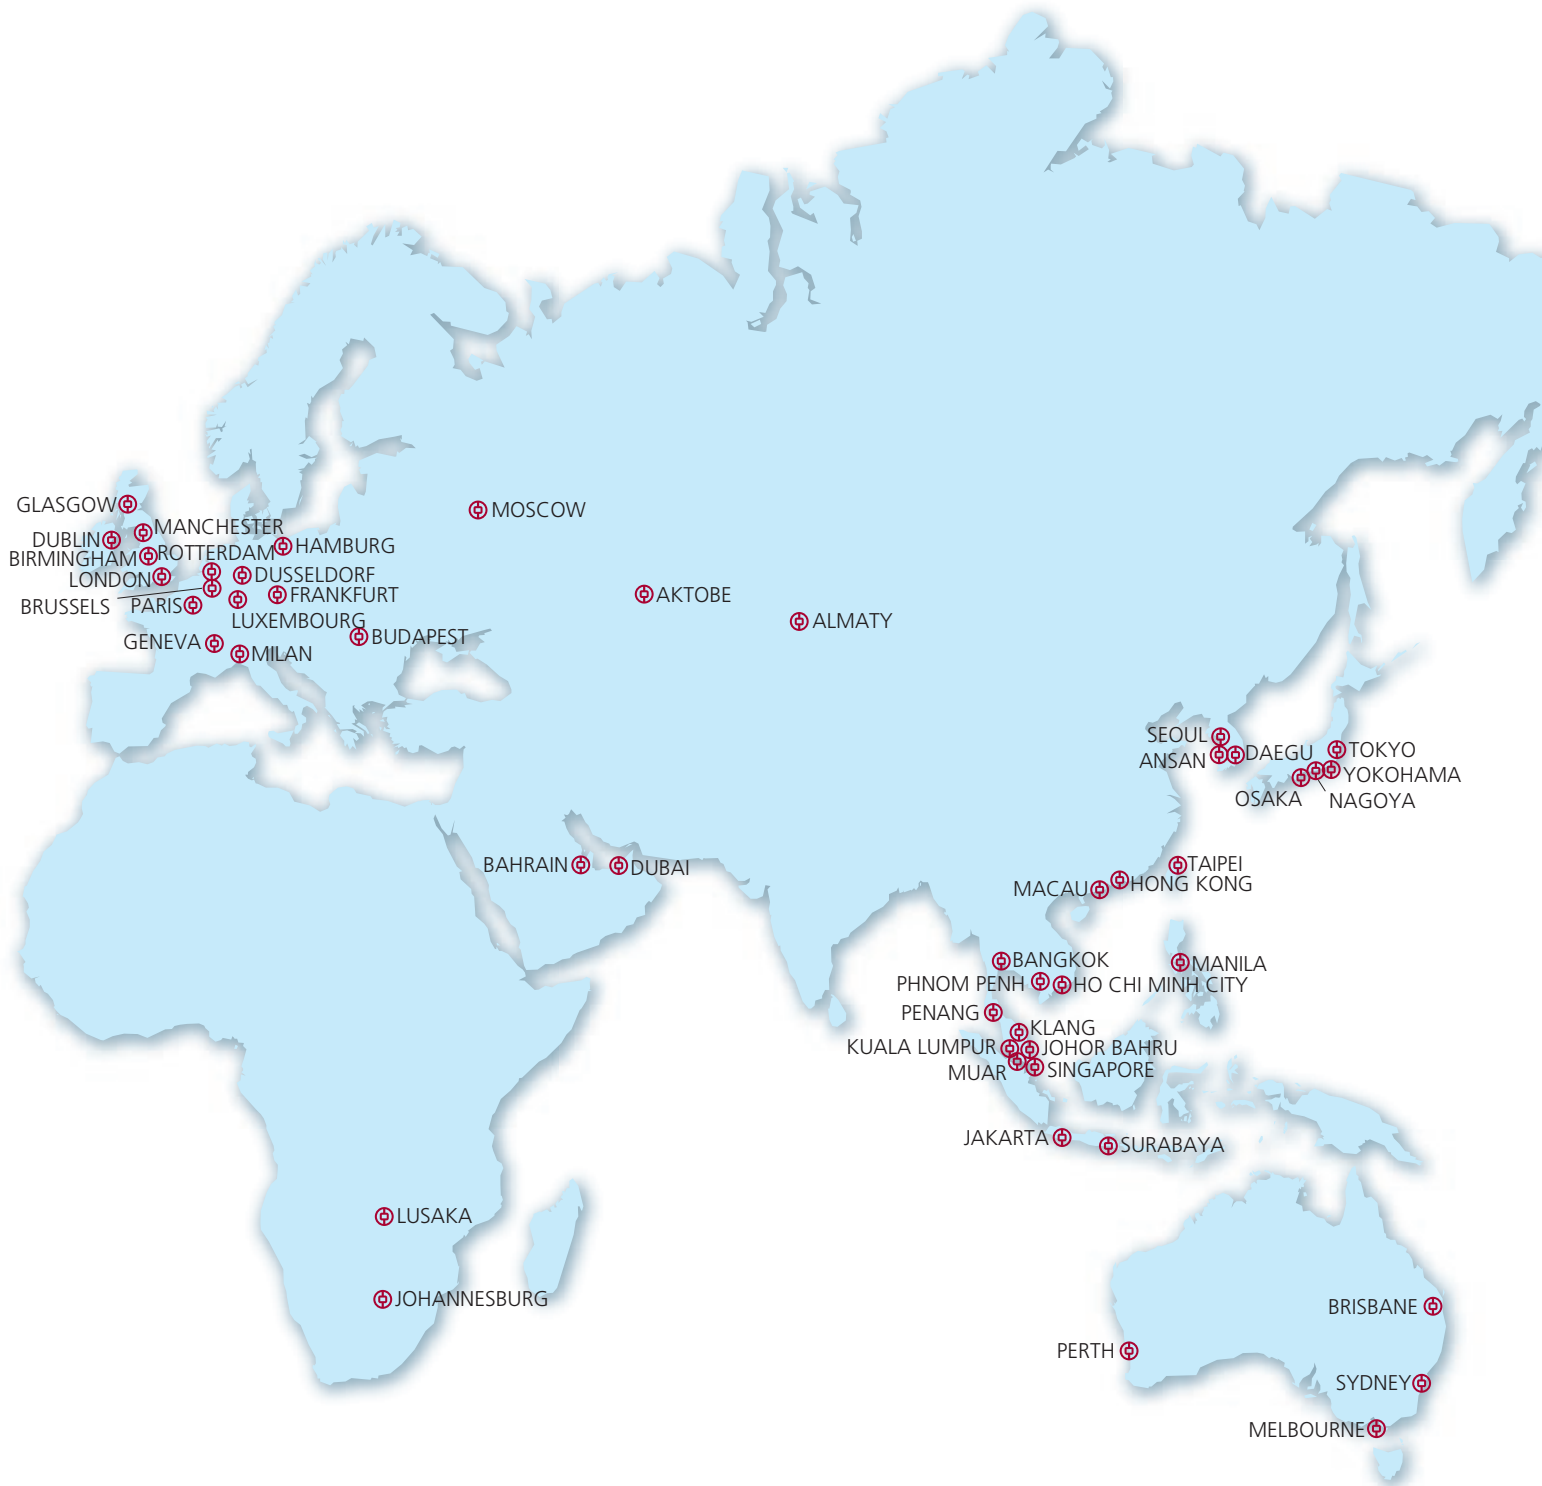 GLASGOW
MOSCOW
MANCHESTER
DUBLIN
HAMBURG
ROTTERDAM
BIRMINGHAM
LONDON
DUSSELDORF
AKTOBE
FRANKFURT
BRUSSELS
PARIS
LUXEMBOURG
ALMATY
BUDAPEST
GENEVA
MILAN
SEOUL
TOKYO
DAEGU
ANSAN
YOKOHAMA
OSAKA
NAGOYA
BAHRAIN
DUBAI
TAIPEI
HONG KONG
MACAU
BANGKOK
MANILA
PHNOM PENH
HO CHI MINH CITY
PENANG
KLANG
KUALA LUMPUR
JOHOR BAHRU
MUAR
SINGAPORE
JAKARTA
SURABAYA
LUSAKA
JOHANNESBURG
BRISBANE
PERTH
SYDNEY
MELBOURNE